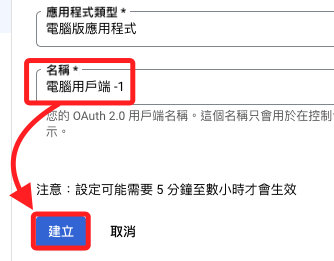 應用程式類型 *
電腦版應用程式
名稱 *
電腦用戶端 -1
您的 OAuth 2.0 用戶端名稱。這個名稱只會用於在控制
示。
注意：設定可能需要 5 分鐘至數小時才會生效
建立 取消